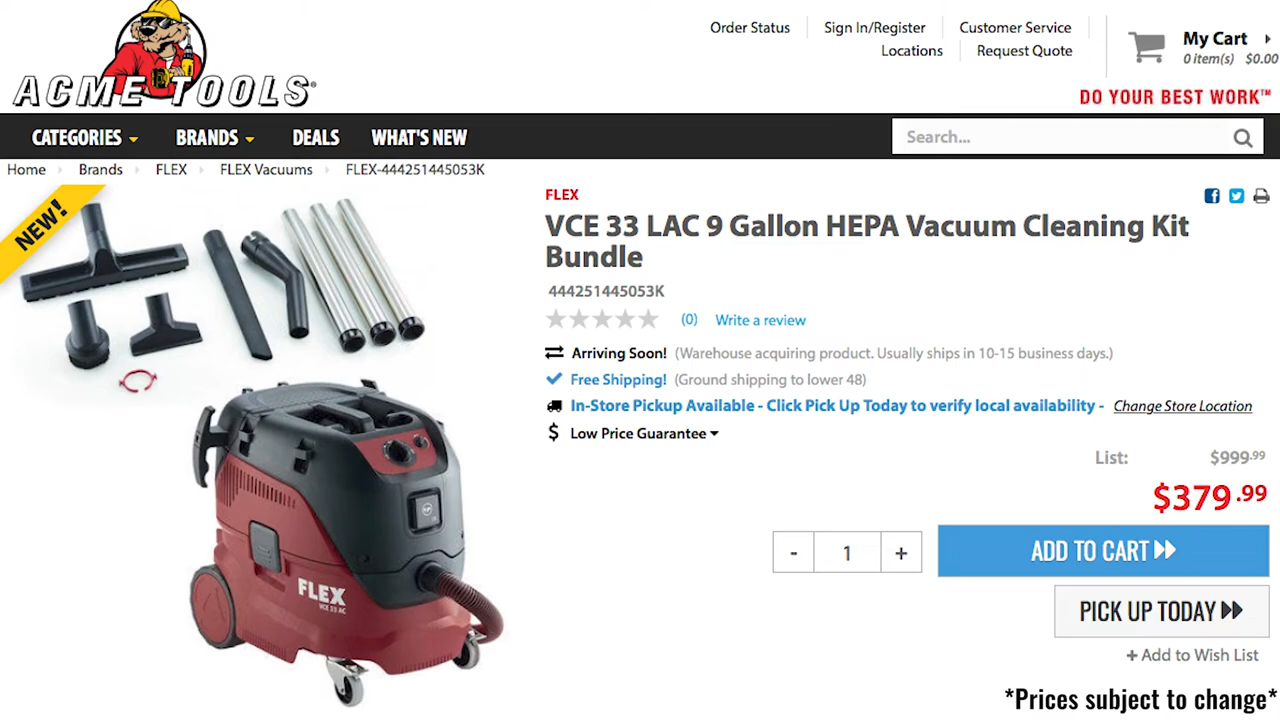 ACME TOOLS®
Order Status
Sign In/Register
Customer Service
Locations
Request Quote
My Cart
0 item(s) $0.00
DO YOUR BEST WORK™
CATEGORIES
BRANDS
DEALS
WHAT'S NEW
Search...
Home
Brands
FLEX
FLEX Vacuums
FLEX-444251445053K
NEW!
FLEX
VCE 33 AC
FLEX
VCE 33 LAC 9 Gallon HEPA Vacuum Cleaning Kit
Bundle
444251445053K
(0) Write a review
Arriving Soon! (Warehouse acquiring product. Usually ships in 10-15 business days.)
Free Shipping! (Ground shipping to lower 48)
In-Store Pickup Available - Click Pick Up Today to verify local availability - Change Store Location
$ Low Price Guarantee
List: $999.99
$379.99
- 1 +
ADD TO CART
PICK UP TODAY
+ Add to Wish List
*Prices subject to change*